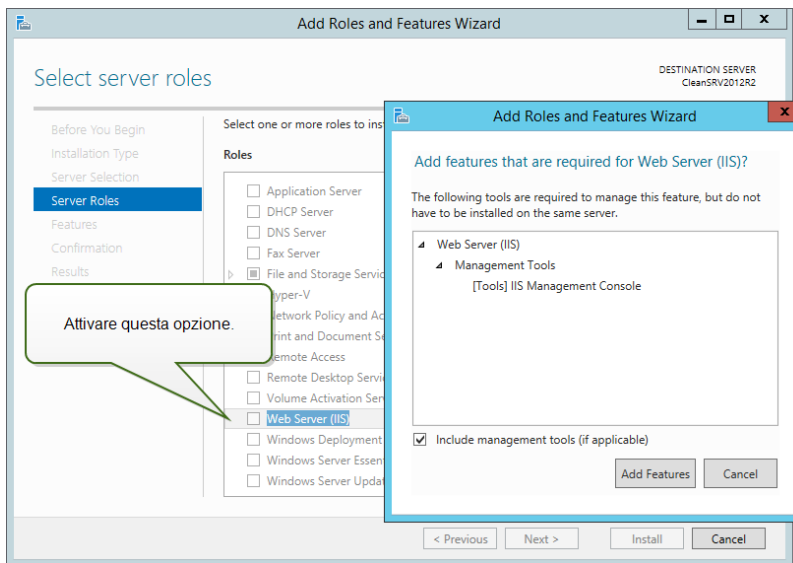 Add Roles and Features Wizard
Select server roles
DESTINATION SERVER
CleanSRV2012R2
Before You Begin
Installation Type
Server Selection
Server Roles
Features
Confirmation
Results
Select one or more roles to ins
Roles
Application Server
DHCP Server
DNS Server
Fax Server
File and Storage Servic
yper-V
etwork Policy and Ac
rint and Document Se
emote Access
Remote Desktop Servi
Volume Activation Ser
Web Server (IIS)
Windows Deployment
Windows Server Essen
Windows Server Updat
Attivare questa opzione.
Add Roles and Features Wizard
Add features that are required for Web Server (IIS)?
The following tools are required to manage this feature, but do not
have to be installed on the same server.
Web Server (IIS)
Management Tools
[Tools] IIS Management Console
Include management tools (if applicable)
Add Features
Cancel
< Previous
Next >
Install
Cancel